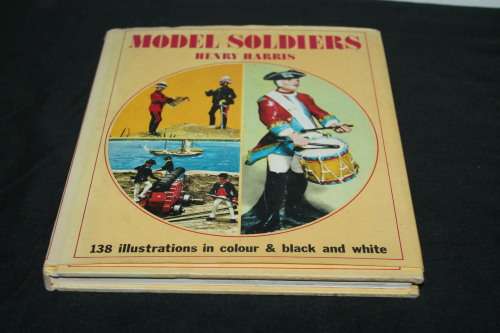 MODEL SOLDIERS
HENRY HARRIS
138 illustrations in colour & black and white